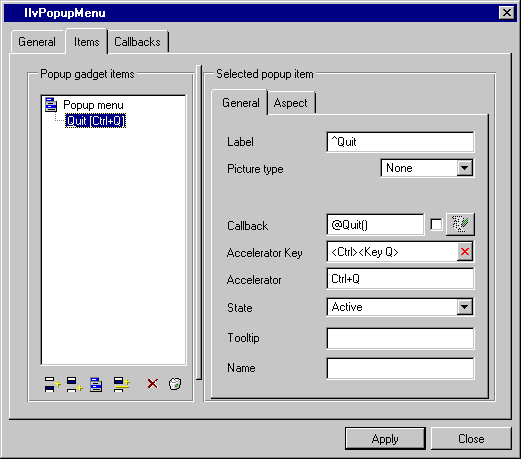 IlvPopupMenu
General Items Callbacks
Popup gadget items
Popup menu
Quit [Ctrl+Q]
Selected popup item
General Aspect
Label ^Quit
Picture type None
Callback @Quit()
Accelerator Key <Ctrl><Key Q>
Accelerator Ctrl+Q
State Active
Tooltip
Name
Apply Close